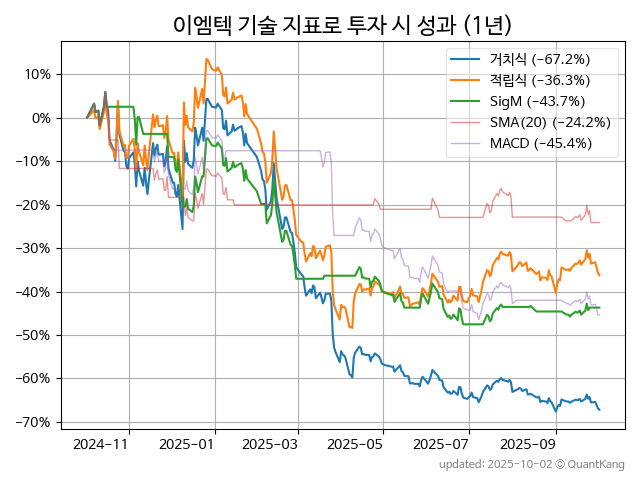 이엠텍 기술 지표로 투자 시 성과 (1년)
거치식 (−67.2%)
적립식 (−36.3%)
SigM (−43.7%)
SMA(20) (−24.2%)
MACD (−45.4%)
10%
0%
−10%
−20%
−30%
−40%
−50%
−60%
−70%
2024−11
2025−01
2025−03
2025−05
2025−07
2025−09
updated: 2025-10-02 © QuantKang